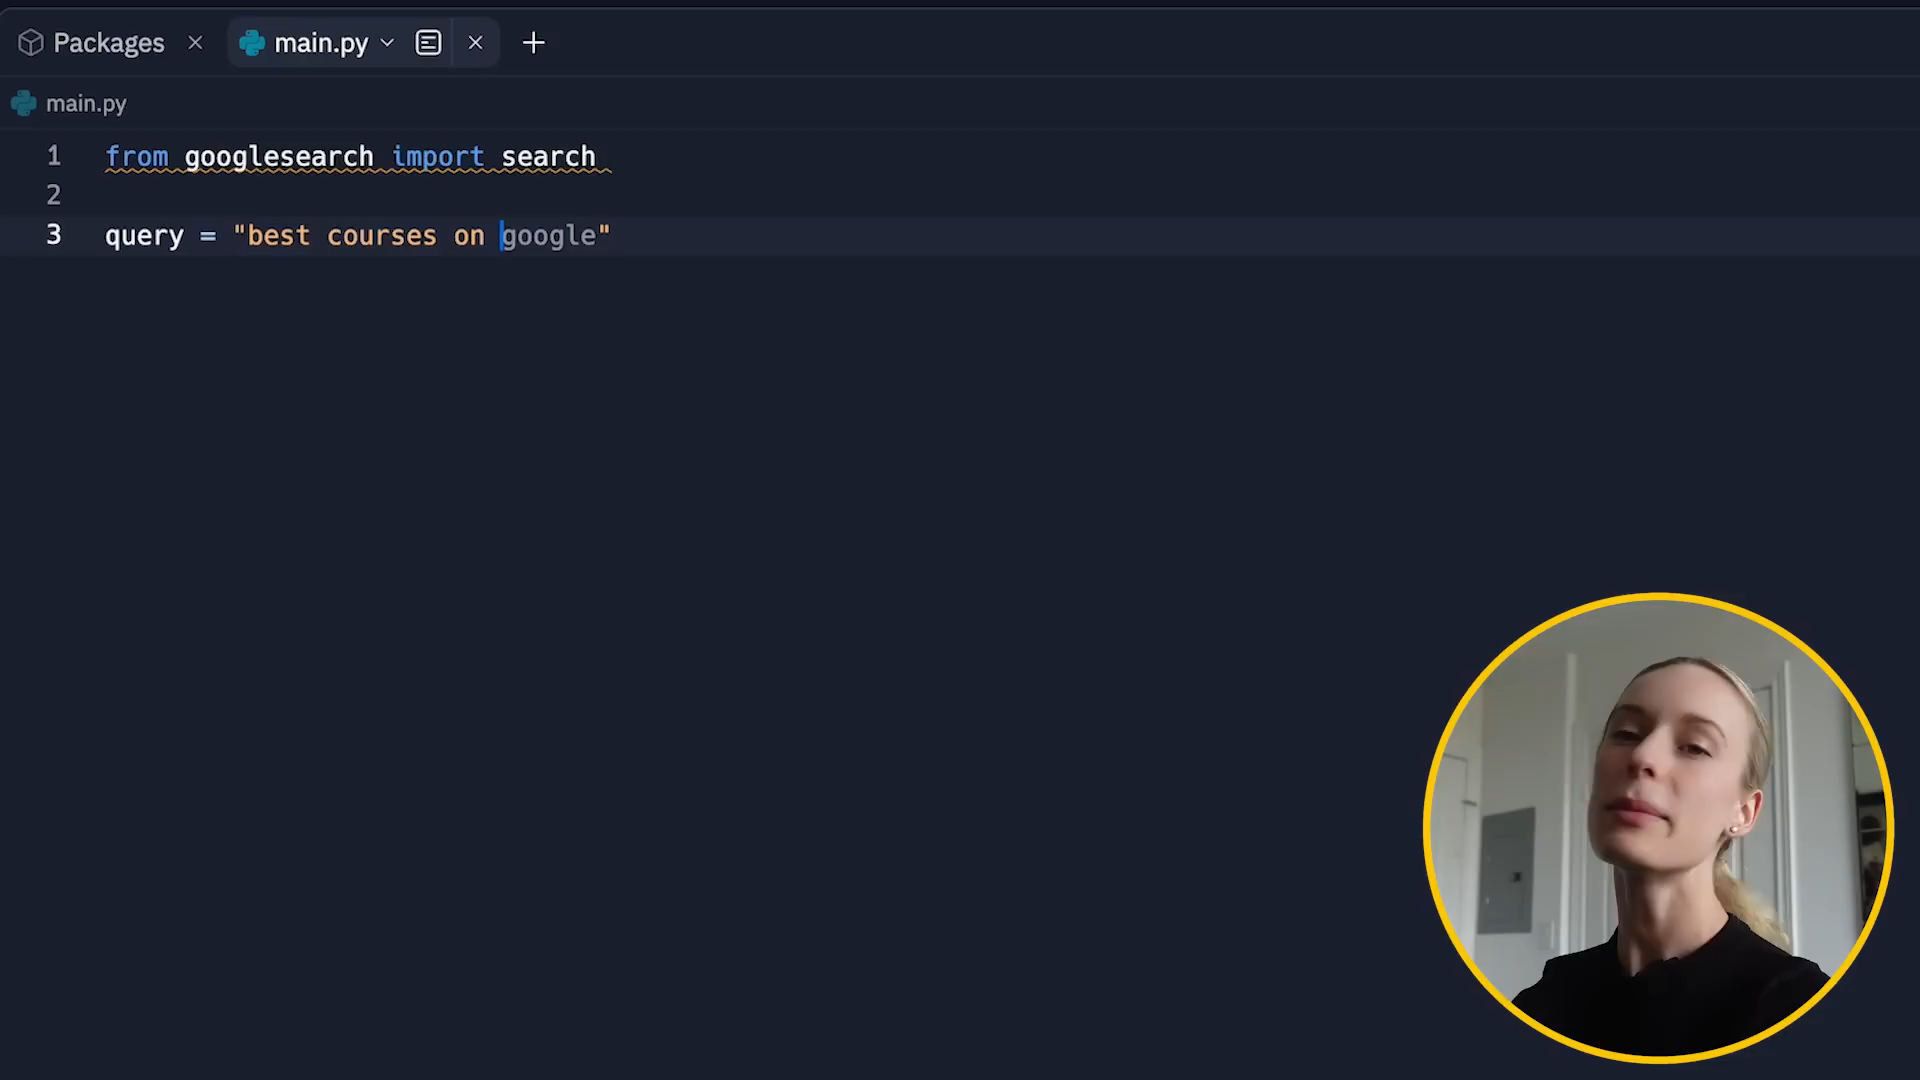 Packages main.py
main.py
1 from googlesearch import search
2
3 query = "best courses on google"